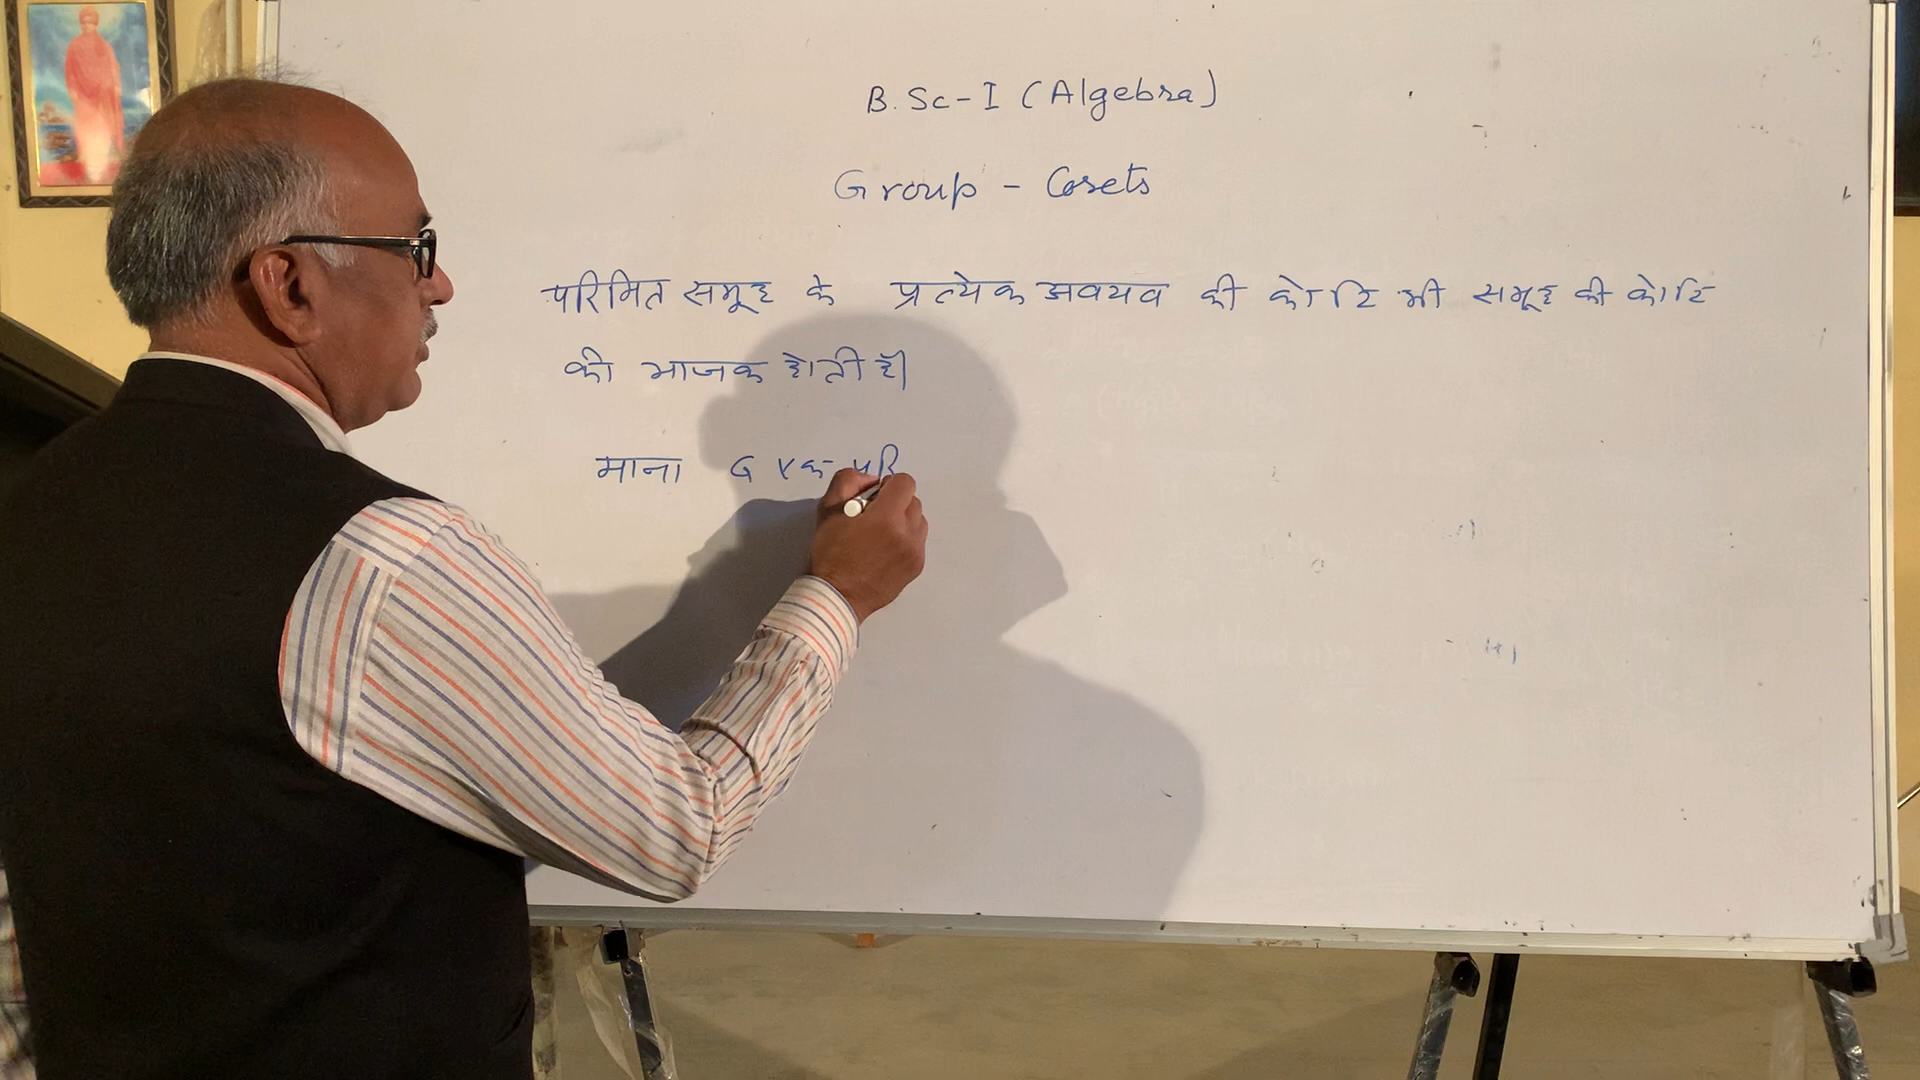 B.Sc-I (Algebra)
Group - Cosets
परिमित समूह के प्रत्येक अवयव की कोटि भी समूह की कोटि
की भाजक होती है।
माना G एक परि